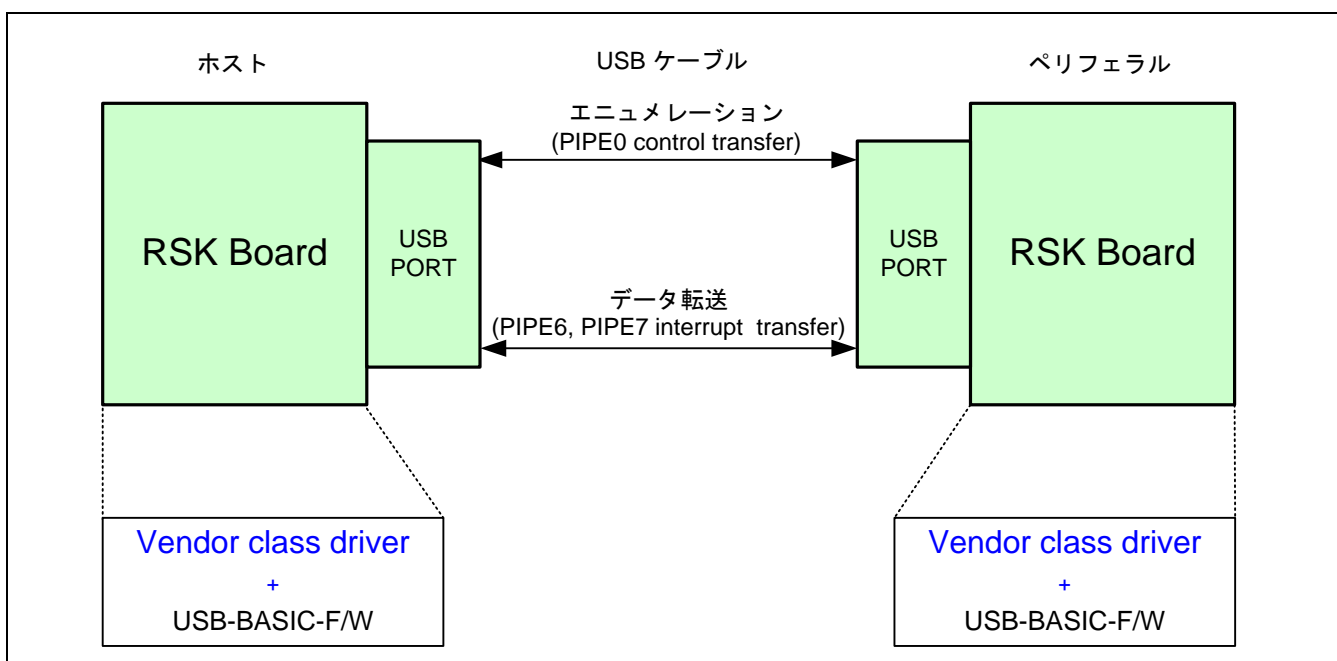 ホスト
USB ケーブル
ペリフェラル
エニュメレーション
(PIPE0 control transfer)
RSK Board
USB
PORT
USB
PORT
RSK Board
データ転送
(PIPE6, PIPE7 interrupt transfer)
Vendor class driver
+
USB-BASIC-F/W
Vendor class driver
+
USB-BASIC-F/W